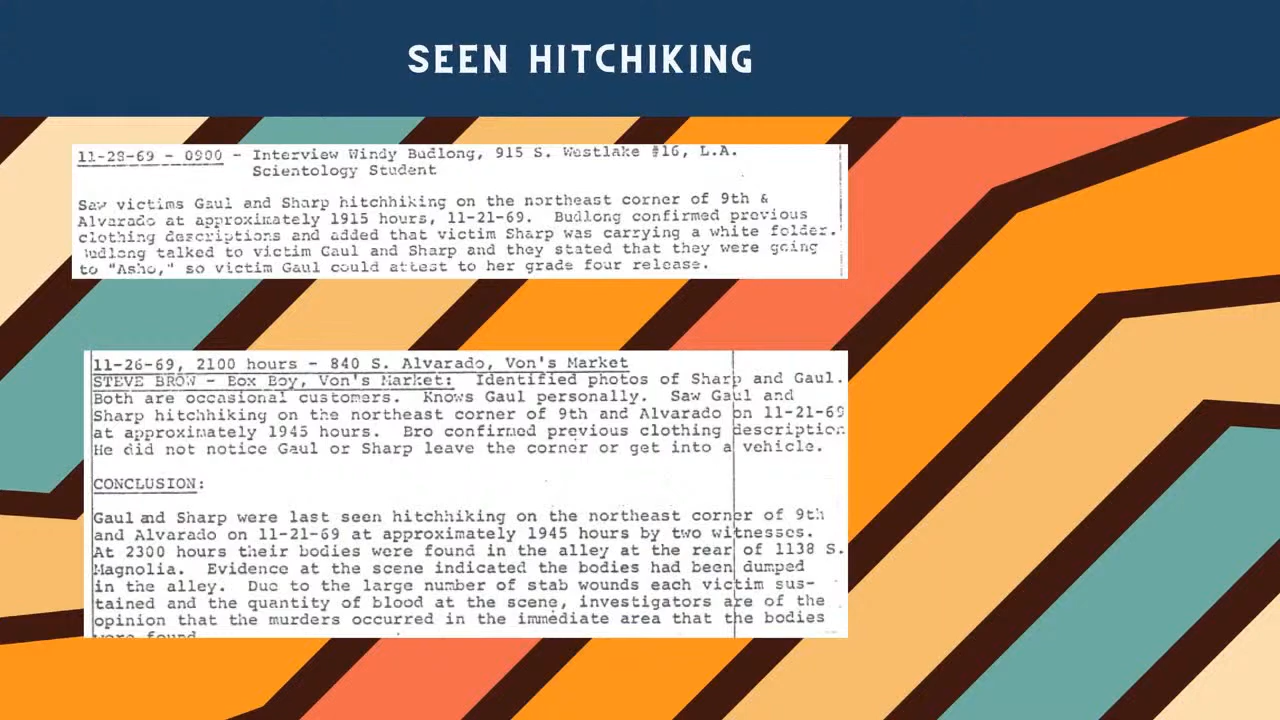 SEEN HITCHIKING
11-28-69 - 0900 - Interview Windy Budlong, 915 S. Westlake #16, L.A.
Scientology Student
Saw victims Gaul and Sharp hitchhiking on the northeast corner of 9th &
Alvarado at approximately 1915 hours, 11-21-69. Budlong confirmed previous
clothing descriptions and added that victim Sharp was carrying a white folder.
Budlong talked to victim Gaul and Sharp and they stated that they were going
to "Asho," so victim Gaul could attest to her grade four release.
11-26-69, 2100 hours - 840 S. Alvarado, Von's Market
STEVE BROW - Box Boy, Von's Market: Identified photos of Sharp and Gaul.
Both are occasional customers. Knows Gaul personally. Saw Gaul and
Sharp hitchhiking on the northeast corner of 9th and Alvarado on 11-21-69
at approximately 1945 hours. Bro confirmed previous clothing description
He did not notice Gaul or Sharp leave the corner or get into a vehicle.
CONCLUSION:
Gaul and Sharp were last seen hitchhiking on the northeast corner of 9th
and Alvarado on 11-21-69 at approximately 1945 hours by two witnesses.
At 2300 hours their bodies were found in the alley at the rear of 1138 S.
Magnolia. Evidence at the scene indicated the bodies had been dumped
in the alley. Due to the large number of stab wounds each victim sus-
tained and the quantity of blood at the scene, investigators are of the
opinion that the murders occurred in the immediate area that the bodies
were found